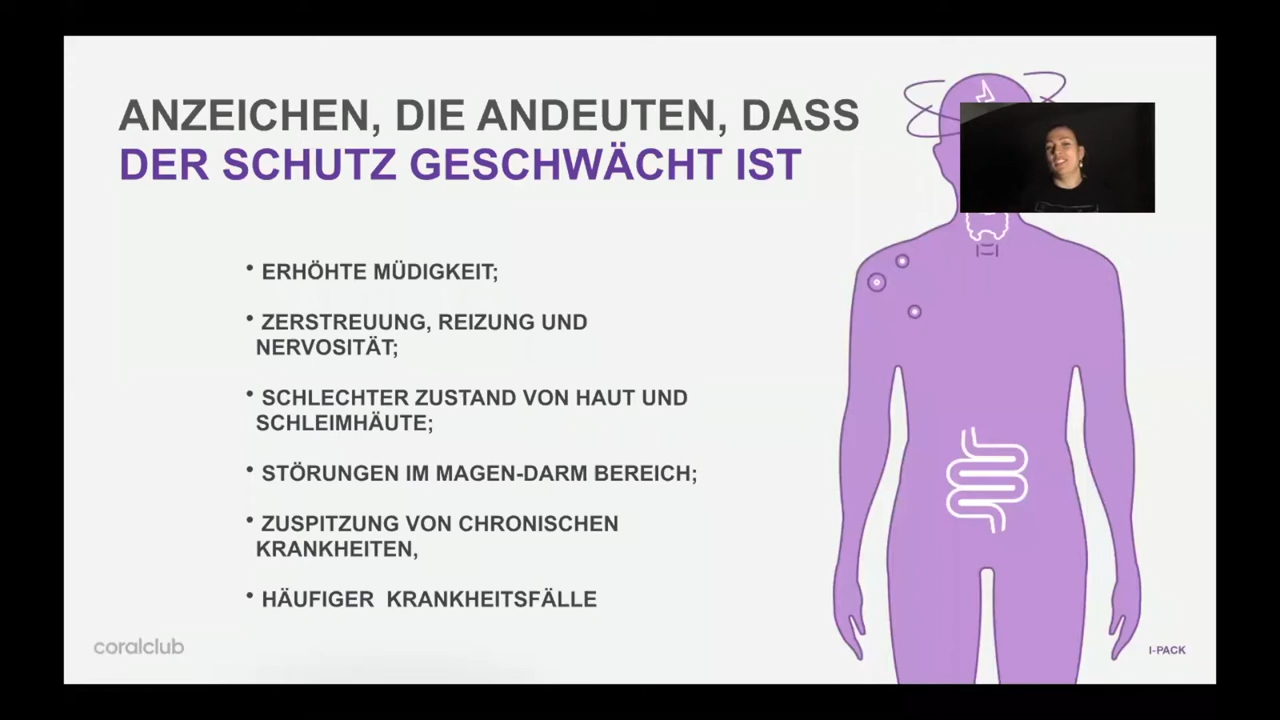 ANZEICHEN, DIE ANDEUTEN, DASS
DER SCHUTZ GESCHWÄCHT IST
• ERHÖHTE MÜDIGKEIT;
• ZERSTREUUNG, REIZUNG UND
NERVOSITÄT;
• SCHLECHTER ZUSTAND VON HAUT UND
SCHLEIMHÄUTE;
• STÖRUNGEN IM MAGEN-DARM BEREICH;
• ZUSPITZUNG VON CHRONISCHEN
KRANKHEITEN,
• HÄUFIGER KRANKHEITSFÄLLE
coralclub
I-PACK